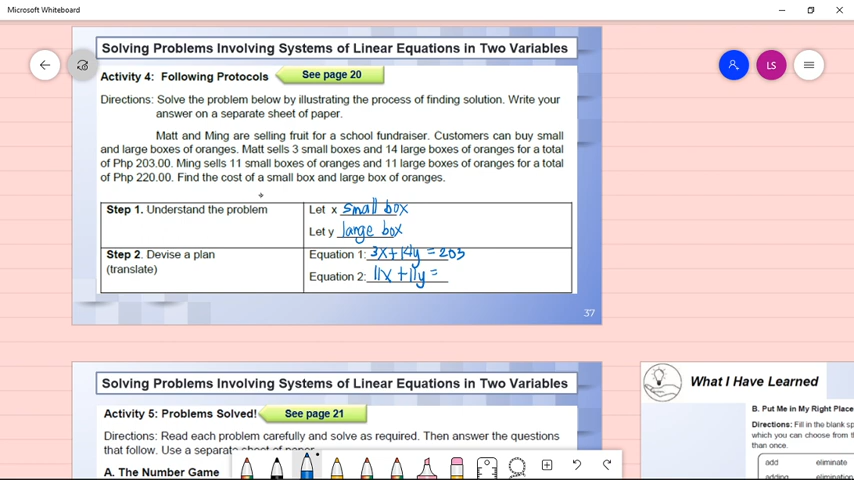 Microsoft Whiteboard
LS
Solving Problems Involving Systems of Linear Equations in Two Variables
Activity 4: Following Protocols
See page 20
Directions: Solve the problem below by illustrating the process of finding solution. Write your
answer on a separate sheet of paper.
Matt and Ming are selling fruit for a school fundraiser. Customers can buy small
and large boxes of oranges. Matt sells 3 small boxes and 14 large boxes of oranges for a total
of Php 203.00. Ming sells 11 small boxes of oranges and 11 large boxes of oranges for a total
of Php 220.00. Find the cost of a small box and large box of oranges.
Step 1. Understand the problem
Let x small box
Let y large box
Step 2. Devise a plan
(translate)
Equation 1: 3x+14y = 203
Equation 2: 11x + 11y =
37
Solving Problems Involving Systems of Linear Equations in Two Variables
Activity 5: Problems Solved!
See page 21
Directions: Read each problem carefully and solve as required. Then answer the questions
that follow. Use a separate sheet of paper.
A. The Number Game
What I Have Learned
B. Put Me in My Right Place
Directions: Fill in the blank sp
which you can choose from t
than once.
add eliminate
adding elimination